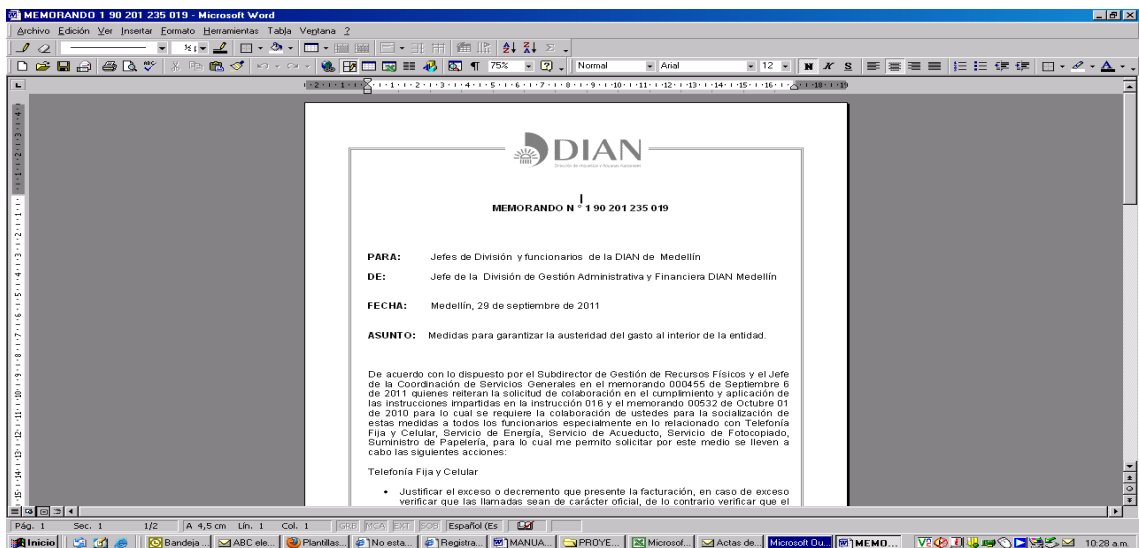 MEMORANDO 1 90 201 235 019 - Microsoft Word
Archivo Edición Ver Insertar Formato Herramientas Tabla Ventana ?
75% Normal Arial 12 N K S
DIAN
Dirección de Impuestos y Aduanas Nacionales
MEMORANDO N ° 1 90 201 235 019
PARA: Jefes de División y funcionarios de la DIAN de Medellín
DE: Jefe de la División de Gestión Administrativa y Financiera DIAN Medellín
FECHA: Medellín, 29 de septiembre de 2011
ASUNTO: Medidas para garantizar la austeridad del gasto al interior de la entidad.
De acuerdo con lo dispuesto por el Subdirector de Gestión de Recursos Físicos y el Jefe
de la Coordinación de Servicios Generales en el memorando 000455 de Septiembre 6
de 2011 quienes reiteran la solicitud de colaboración en el cumplimiento y aplicación de
las instrucciones impartidas en la instrucción 016 y el memorando 00532 de Octubre 01
de 2010 para lo cual se requiere la colaboración de ustedes para la socialización de
estas medidas a todos los funcionarios especialmente en lo relacionado con Telefonía
Fija y Celular, Servicio de Energía, Servicio de Acueducto, Servicio de Fotocopiado,
Suministro de Papelería, para lo cual me permito solicitar por este medio se lleven a
cabo las siguientes acciones:
Telefonía Fija y Celular
• Justificar el exceso o decremento que presente la facturación, en caso de exceso
verificar que las llamadas sean de carácter oficial, de lo contrario verificar que el
Pág. 1 Sec. 1 1/2 A 4,5 cm Lín. 1 Col. 1 GRB MCA EXT SOB Español (Es
Inicio Bandeja ... ABC ele... Plantillas... No esta... Registra... MANUA... PROYE... Microsof... Actas de... Microsoft Ou... MEMO... 10:28 a.m.